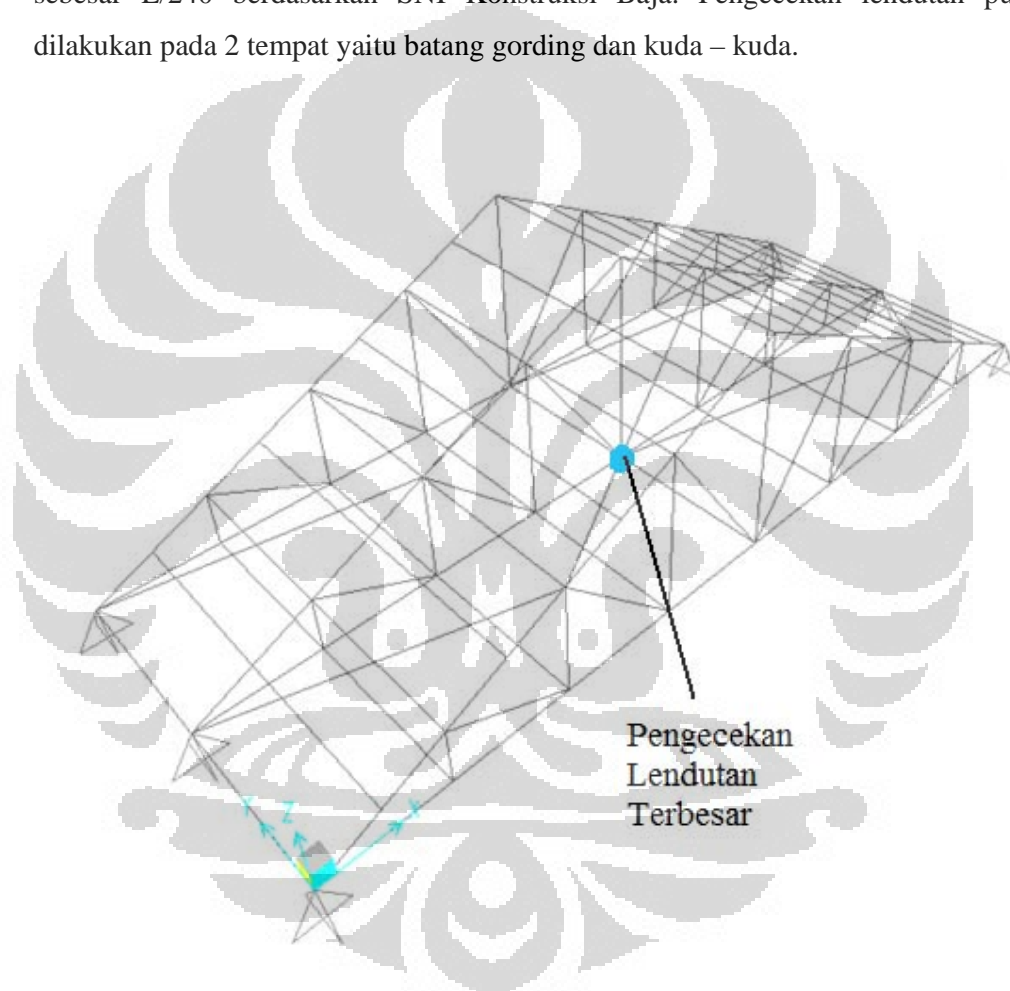 sebesar L/240 berdasarkan SNI Konstruksi Baja. Pengecekan lendutan
dilakukan pada 2 tempat yaitu batang gording dan kuda – kuda.
Pengecekan
Lendutan
Terbesar
Y
Z
X